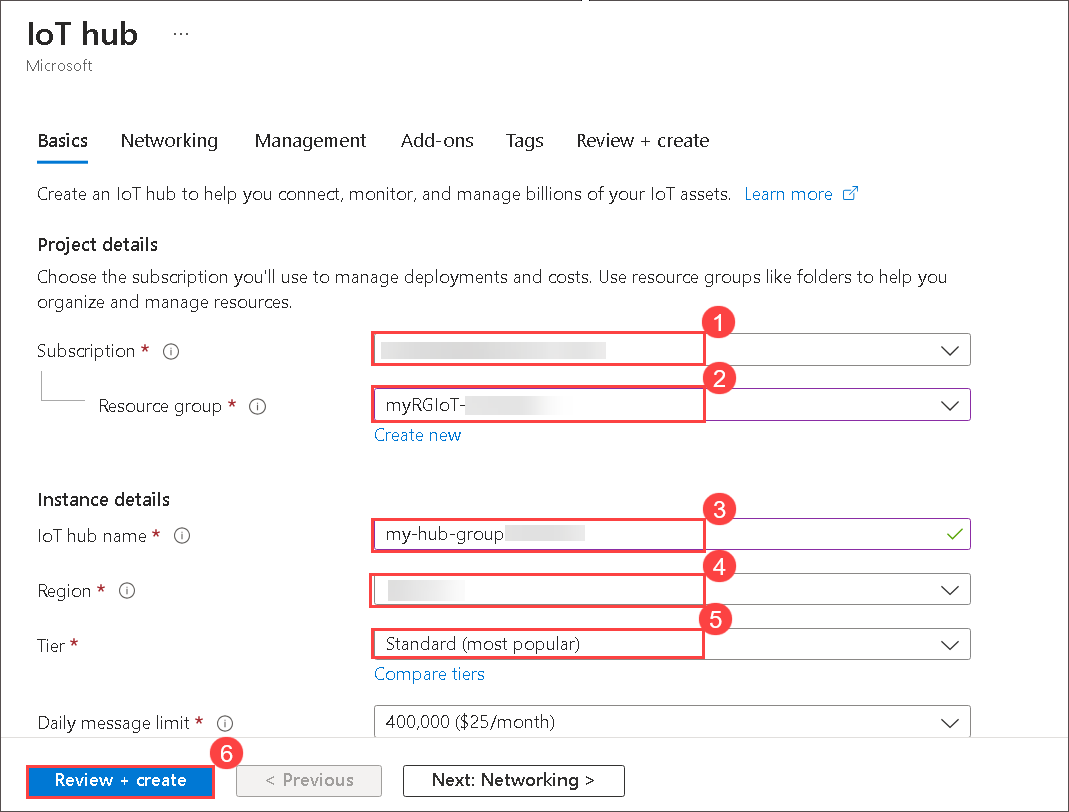 IoT hub ...
Microsoft
Basics Networking Management Add-ons Tags Review + create
Create an IoT hub to help you connect, monitor, and manage billions of your IoT assets. Learn more
Project details
Choose the subscription you'll use to manage deployments and costs. Use resource groups like folders to help you
organize and manage resources.
1
Subscription *
2
Resource group * myRGIoT-
Create new
Instance details
3
IoT hub name * my-hub-group
4
Region *
5
Tier * Standard (most popular)
Compare tiers
Daily message limit * 400,000 ($25/month)
6
Review + create < Previous Next: Networking >